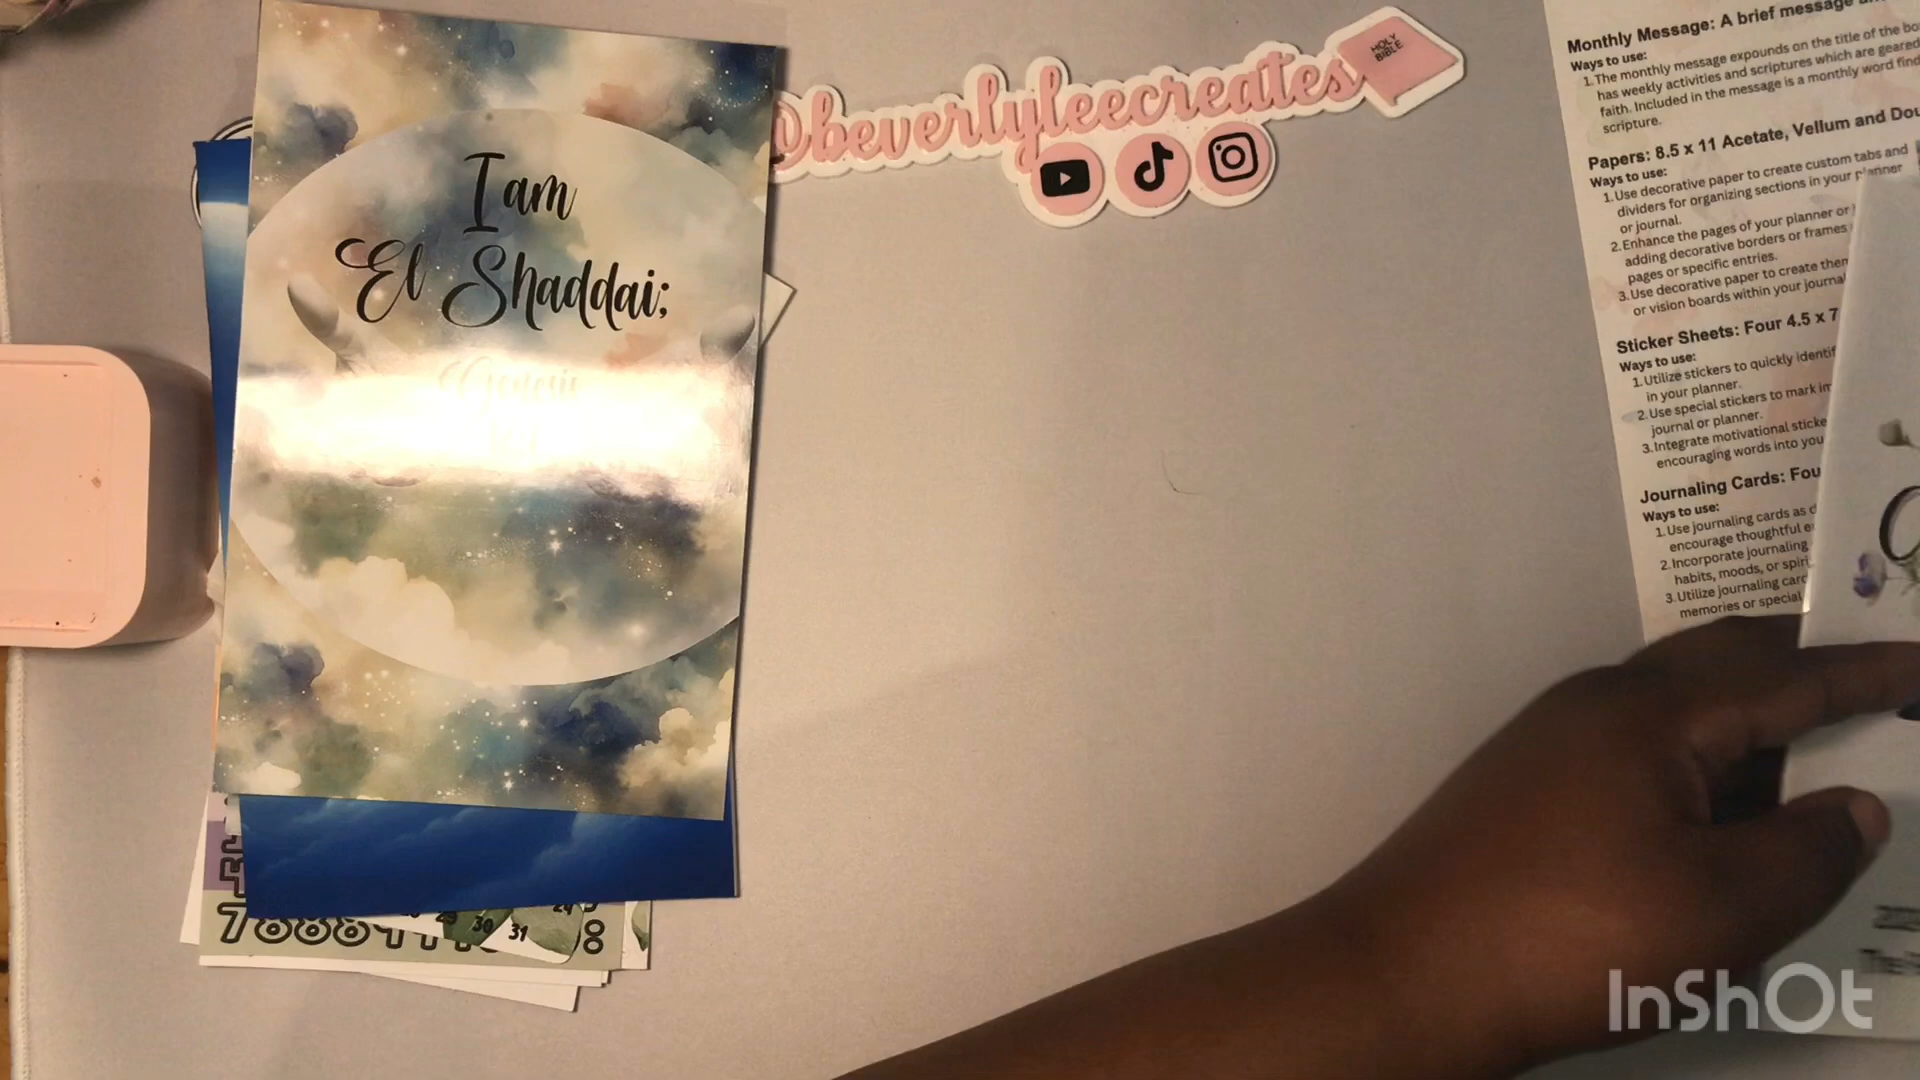 I am
El Shaddai;
Genesis
@beverlyleecreates
HOLY
BIBLE
Monthly Message: A brief message
Ways to use:
1. The monthly message expounds on the title of the
has weekly activities and scriptures which are geared
faith. Included in the message is a monthly word find
scripture.
Papers: 8.5 x 11 Acetate, Vellum and
Ways to use:
1. Use decorative paper to create custom tabs and
dividers for organizing sections in your planner
or journal.
2. Enhance the pages of your planner or
adding decorative borders or frames
pages or specific entries.
3. Use decorative paper to create
or vision boards within your
Sticker Sheets: Four 4.5 x 7
Ways to use:
1. Utilize stickers to quickly
in your planner.
2. Use special stickers to mark
journal or planner.
3. Integrate motivational
encouraging words into
Journaling Cards:
Ways to use:
1. Use journaling cards as
encourage thoughtful
2. Incorporate journaling
habits, moods, or
3. Utilize journaling
memories or special
29 30 31
InShOt